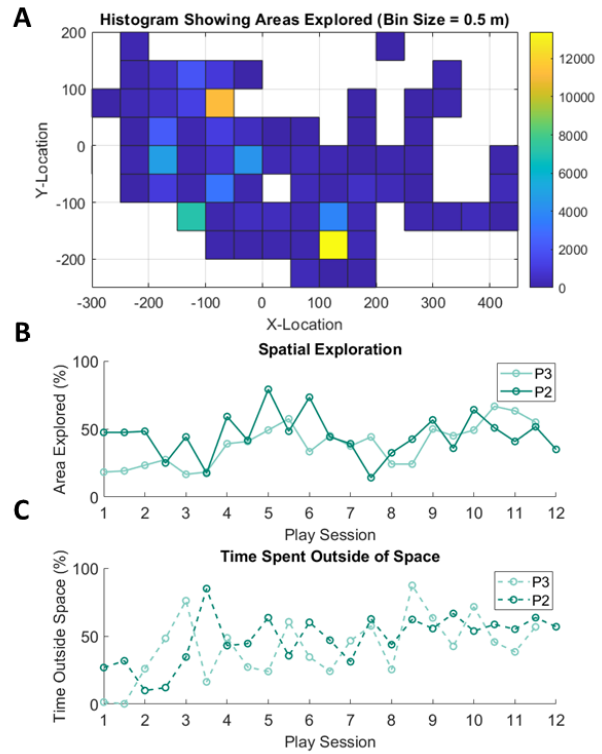 A
Histogram Showing Areas Explored (Bin Size = 0.5 m)
200
100
0
-100
-200
Y-Location
-300 -200 -100 0 100 200 300 400
X-Location
12000
10000
8000
6000
4000
2000
0
B
Spatial Exploration
100
50
0
Area Explored (%)
P3
P2
1 2 3 4 5 6 7 8 9 10 11 12
Play Session
C
Time Spent Outside of Space
100
50
0
Time Outside Space (%)
P3
P2
1 2 3 4 5 6 7 8 9 10 11 12
Play Session